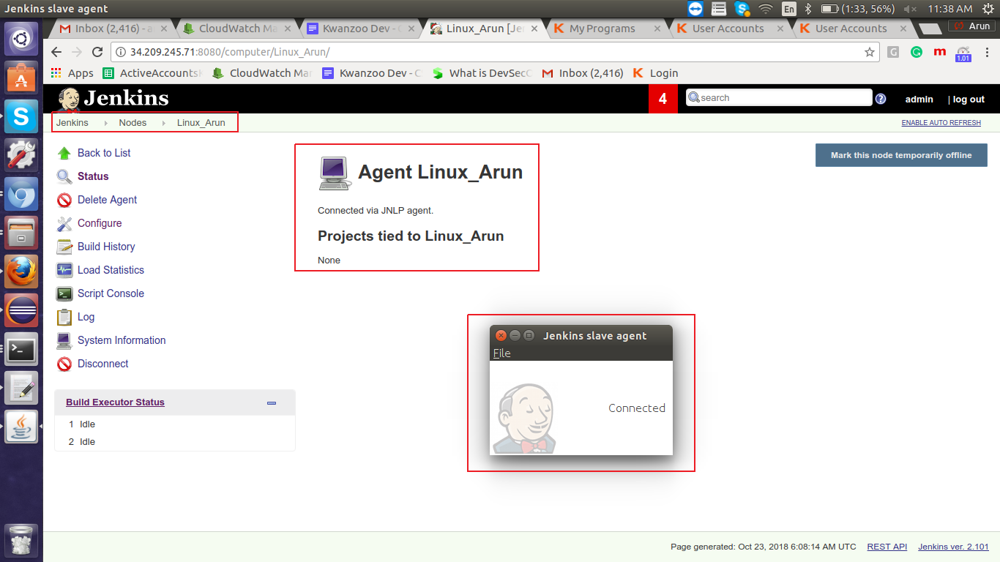 Jenkins slave agent
En
(1:33, 56%)
11:38 AM
Inbox (2,416) - a
CloudWatch Ma
Kwanzoo Dev - C
Linux_Arun [Je
My Programs
User Accounts
User Accounts
Arun
34.209.245.71:8080/computer/Linux_Arun/
1.01
Apps
ActiveAccounts
CloudWatch Mar
Kwanzoo Dev - C
What is DevSecO
Inbox (2,416)
Login
Jenkins
4
search
admin
| log out
Jenkins
Nodes
Linux_Arun
ENABLE AUTO REFRESH
Back to List
Status
Delete Agent
Configure
Build History
Load Statistics
Script Console
Log
System Information
Disconnect
Build Executor Status
1 Idle
2 Idle
Agent Linux_Arun
Connected via JNLP agent.
Projects tied to Linux_Arun
None
Mark this node temporarily offline
Jenkins slave agent
File
Connected
Page generated: Oct 23, 2018 6:08:14 AM UTC
REST API
Jenkins ver. 2.101